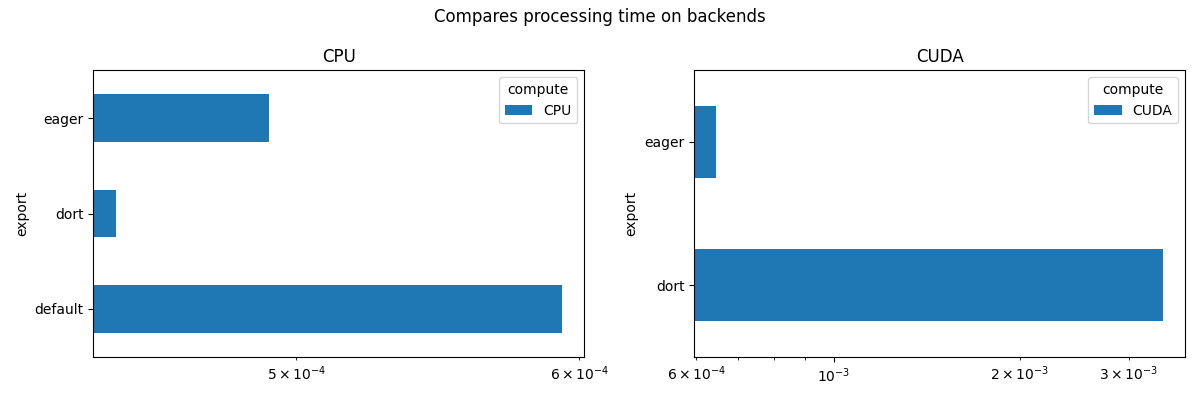 Compares processing time on backends
CPU
compute
CPU
eager
dort
default
export
5 × 10⁻⁴
6 × 10⁻⁴
CUDA
compute
CUDA
eager
dort
export
6 × 10⁻⁴
10⁻³
2 × 10⁻³
3 × 10⁻³